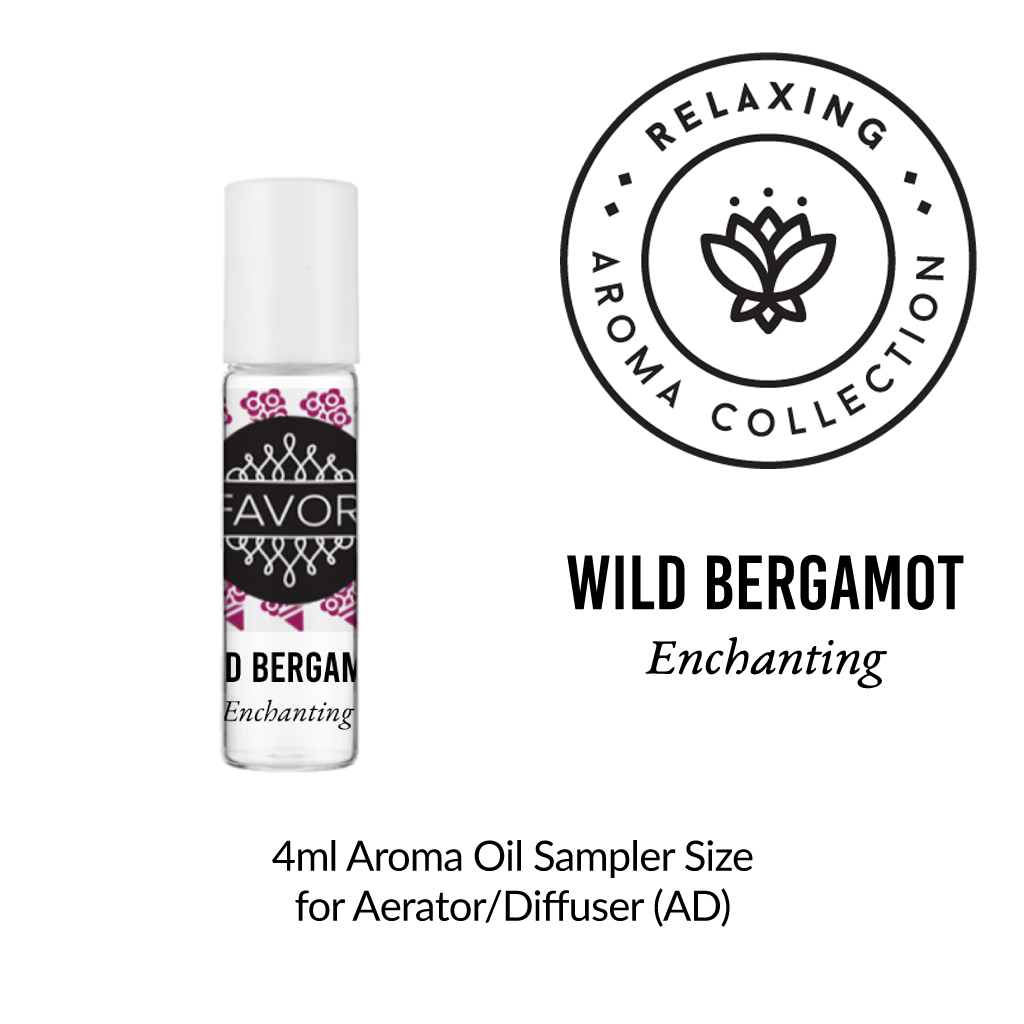 RELAXING
AROMA COLLECTION
FAVOR
D BERGAM
Enchanting
WILD BERGAMOT
Enchanting
4ml Aroma Oil Sampler Size
for Aerator/Diffuser (AD)